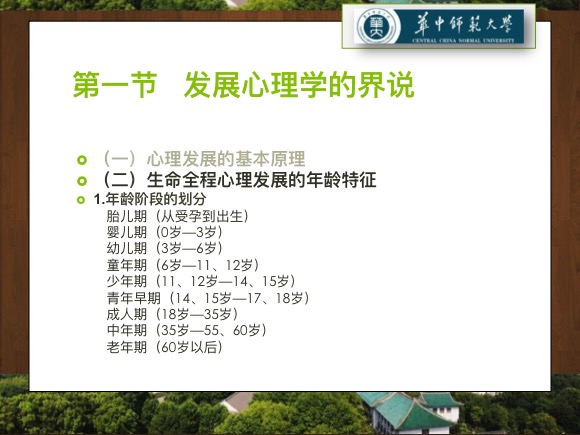 華中師範大學
CENTRAL CHINA NORMAL UNIVERSITY
第一节 发展心理学的界说
（一）心理发展的基本原理
（二）生命全程心理发展的年龄特征
1.年龄阶段的划分
胎儿期（从受孕到出生）
婴儿期（0岁—3岁）
幼儿期（3岁—6岁）
童年期（6岁—11、12岁）
少年期（11、12岁—14、15岁）
青年早期（14、15岁—17、18岁）
成人期（18岁—35岁）
中年期（35岁—55、60岁）
老年期（60岁以后）